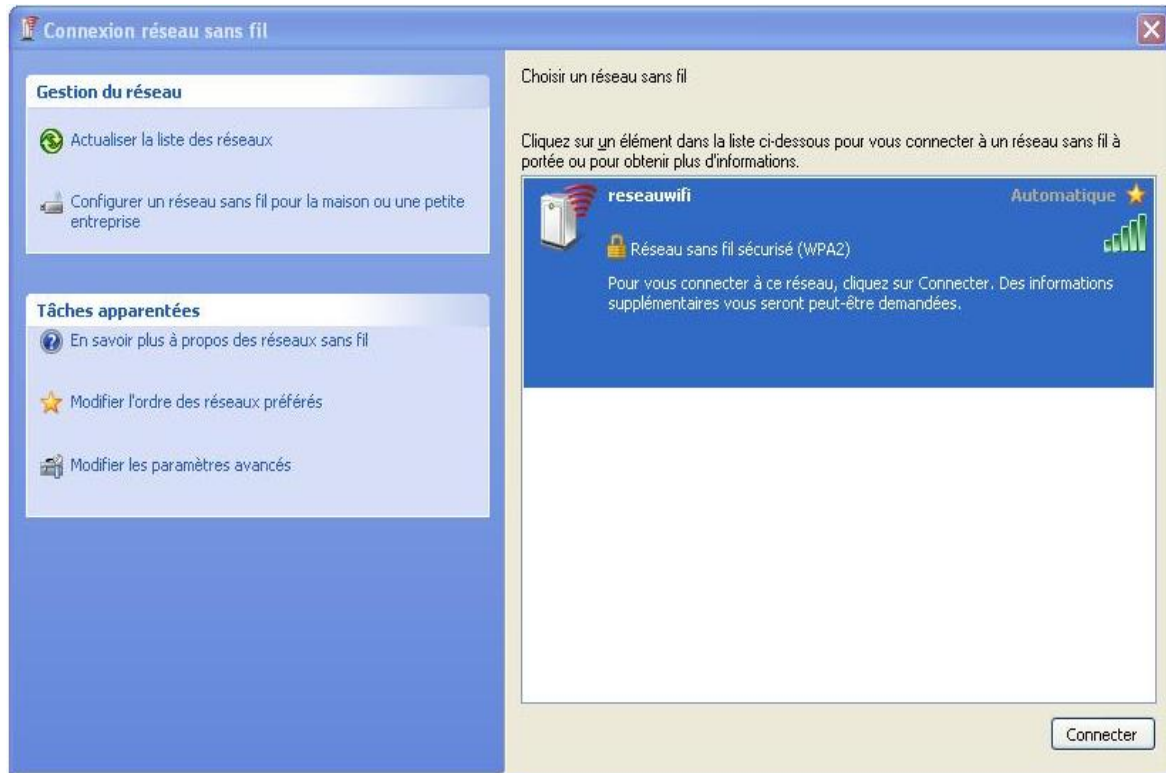 Connexion réseau sans fil
Gestion du réseau
Actualiser la liste des réseaux
Configurer un réseau sans fil pour la maison ou une petite
entreprise
Tâches apparentées
En savoir plus à propos des réseaux sans fil
Modifier l'ordre des réseaux préférés
Modifier les paramètres avancés
Choisir un réseau sans fil
Cliquez sur un élément dans la liste ci-dessous pour vous connecter à un réseau sans fil à
portée ou pour obtenir plus d'informations.
reseauwifi Automatique
Réseau sans fil sécurisé (WPA2)
Pour vous connecter à ce réseau, cliquez sur Connecter. Des informations
supplémentaires vous seront peut-être demandées.
Connecter